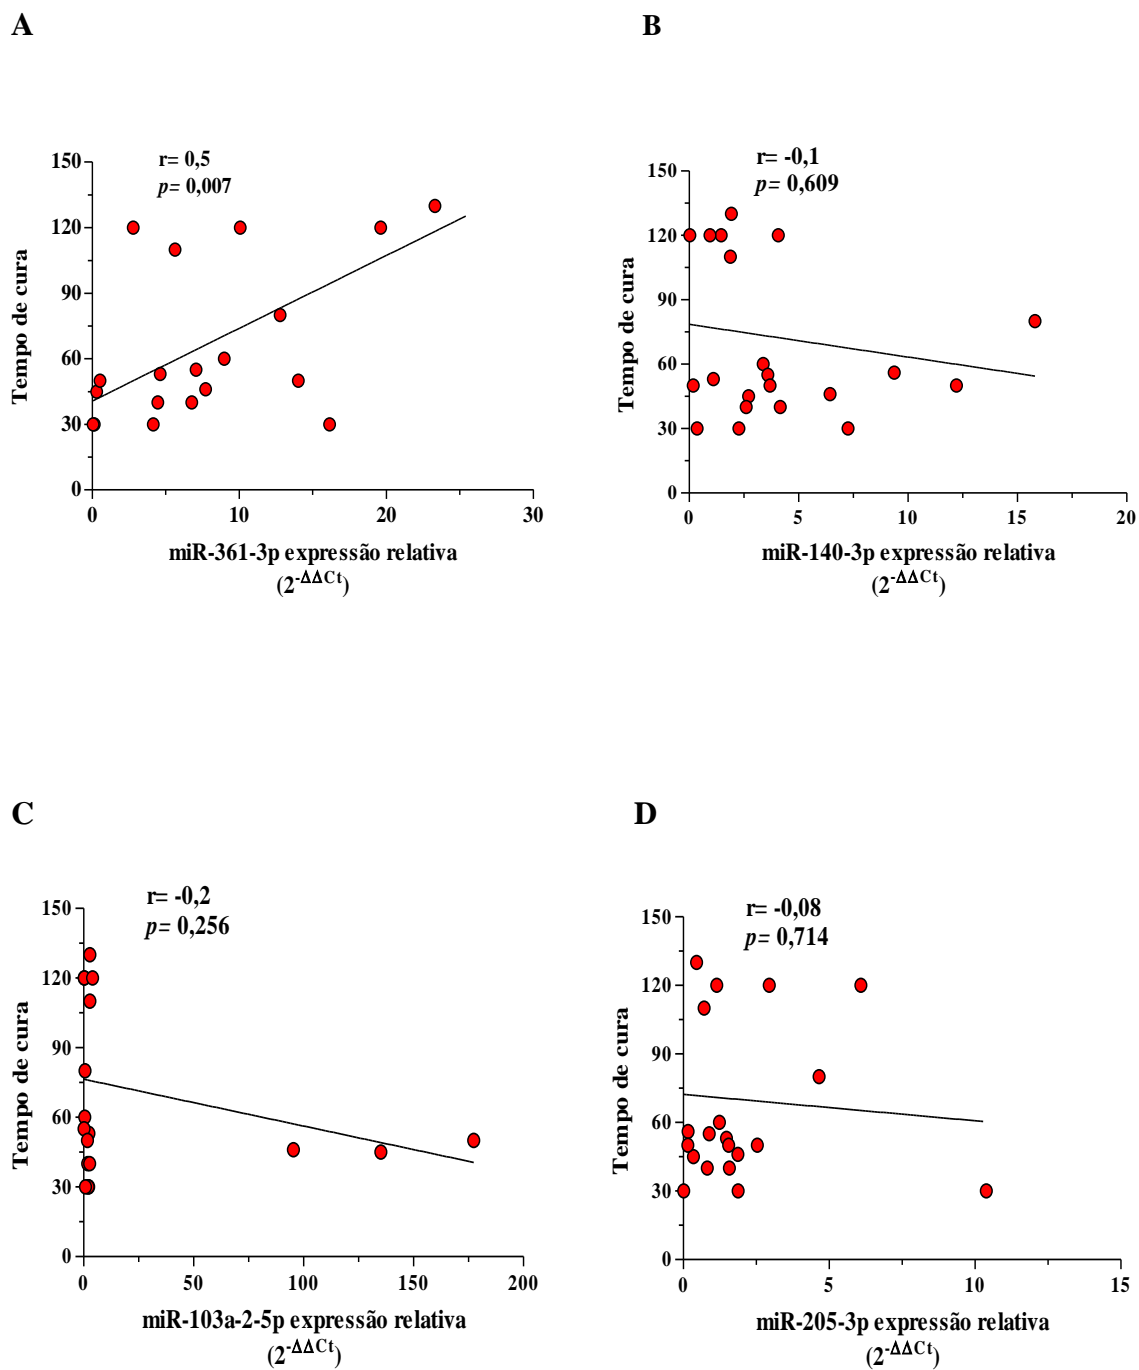 A
r= 0,5
p= 0,007
150
120
90
60
30
0
Tempo de cura
0 10 20 30
miR-361-3p expressão relativa
(2^-ΔΔCt)
B
r= -0,1
p= 0,609
150
120
90
60
30
0
Tempo de cura
0 5 10 15 20
miR-140-3p expressão relativa
(2^-ΔΔCt)
C
r= -0,2
p= 0,256
150
120
90
60
30
0
Tempo de cura
0 50 100 150 200
miR-103a-2-5p expressão relativa
(2^-ΔΔCt)
D
r= -0,08
p= 0,714
150
120
90
60
30
0
Tempo de cura
0 5 10 15
miR-205-3p expressão relativa
(2^-ΔΔCt)